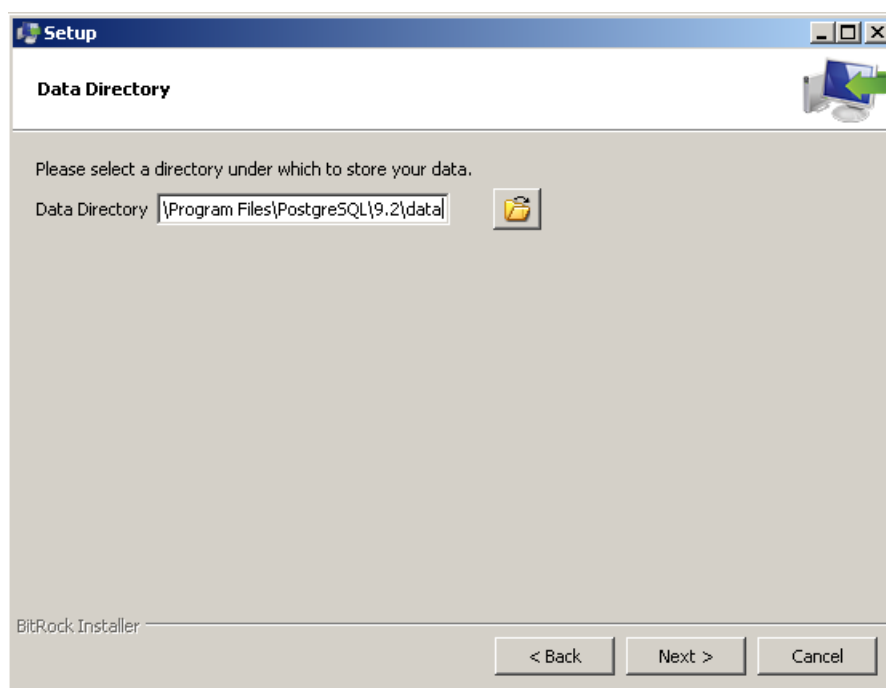 Setup
Data Directory
Please select a directory under which to store your data.
Data Directory \Program Files\PostgreSQL\9.2\data
BitRock Installer
< Back Next > Cancel